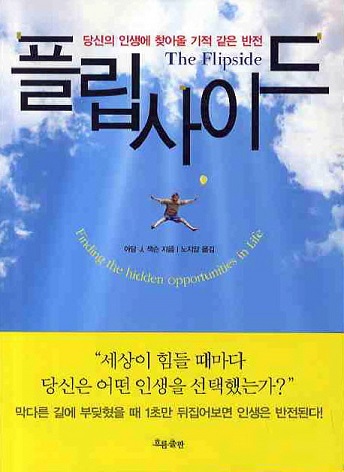 당신의 인생에 찾아올 기적 같은 반전
The Flipside
플립사이드
아담 J. 잭슨 지음 | 노지양 옮김
Finding the hidden opportunities in Life
“세상이 힘들 때마다
당신은 어떤 인생을 선택했는가?”
막다른 길에 부딪혔을 때 1초만 뒤집어보면 인생은 반전된다!
흐름출판